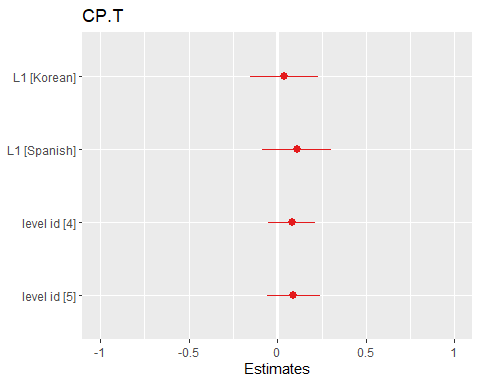 CP.T
L1 [Korean]
L1 [Spanish]
level id [4]
level id [5]
-1 -0.5 0 0.5 1
Estimates